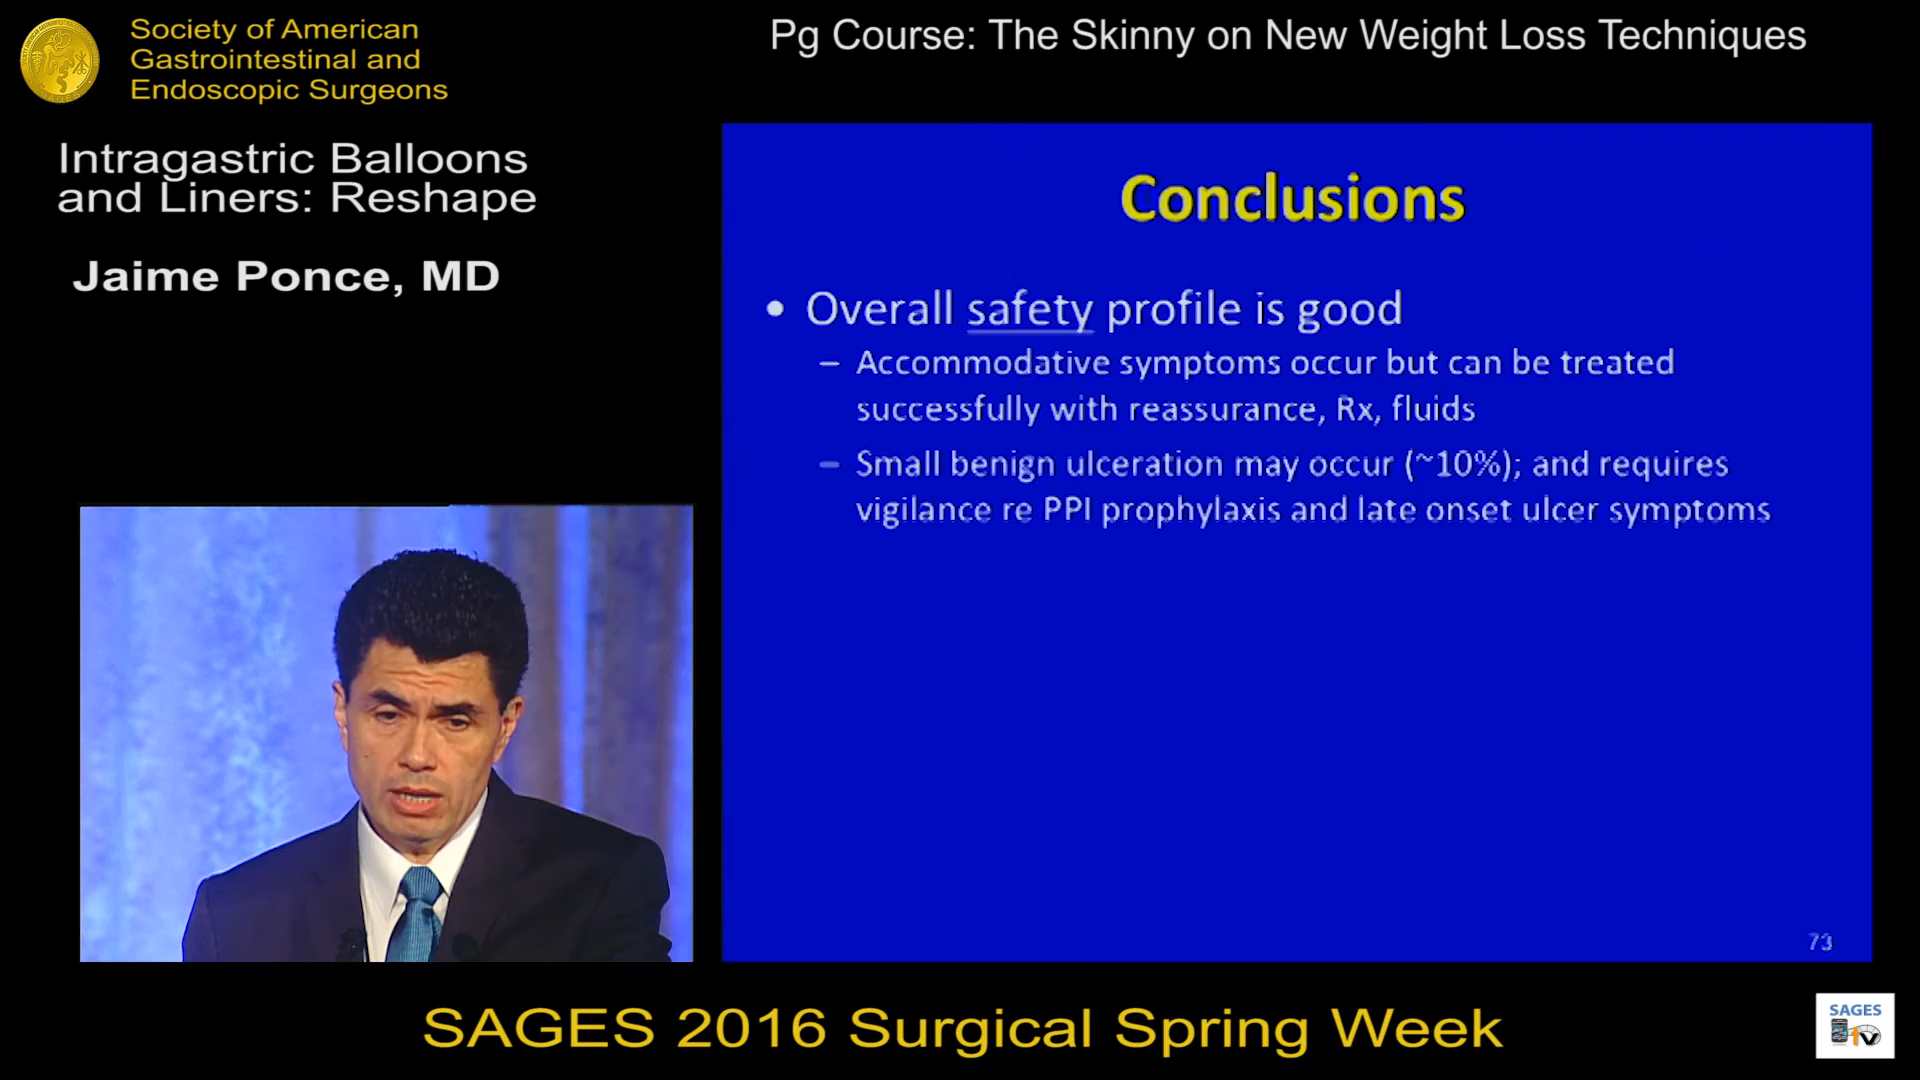 Society of American
Gastrointestinal and
Endoscopic Surgeons
Pg Course: The Skinny on New Weight Loss Techniques
Intragastric Balloons
and Liners: Reshape
Jaime Ponce, MD
Conclusions
• Overall safety profile is good
– Accommodative symptoms occur but can be treated
successfully with reassurance, Rx, fluids
– Small benign ulceration may occur (~10%); and requires
vigilance re PPI prophylaxis and late onset ulcer symptoms
73
SAGES 2016 Surgical Spring Week
SAGES
TV